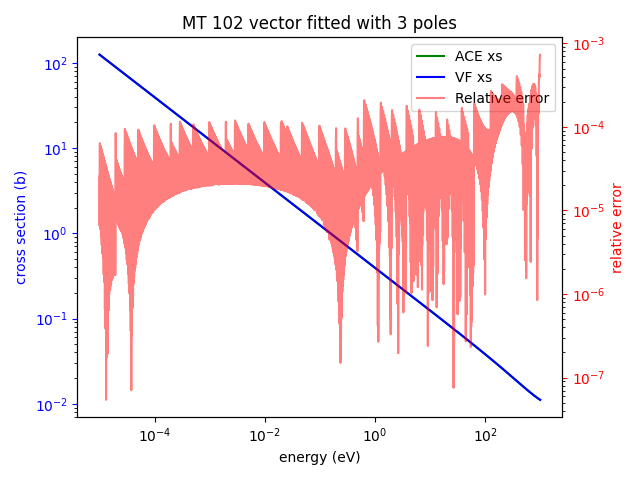 MT 102 vector fitted with 3 poles
ACE xs
VF xs
Relative error
10^2
10^1
10^0
10^-1
10^-2
cross section (b)
10^-3
10^-4
10^-5
10^-6
10^-7
relative error
10^-4 10^-2 10^0 10^2
energy (eV)